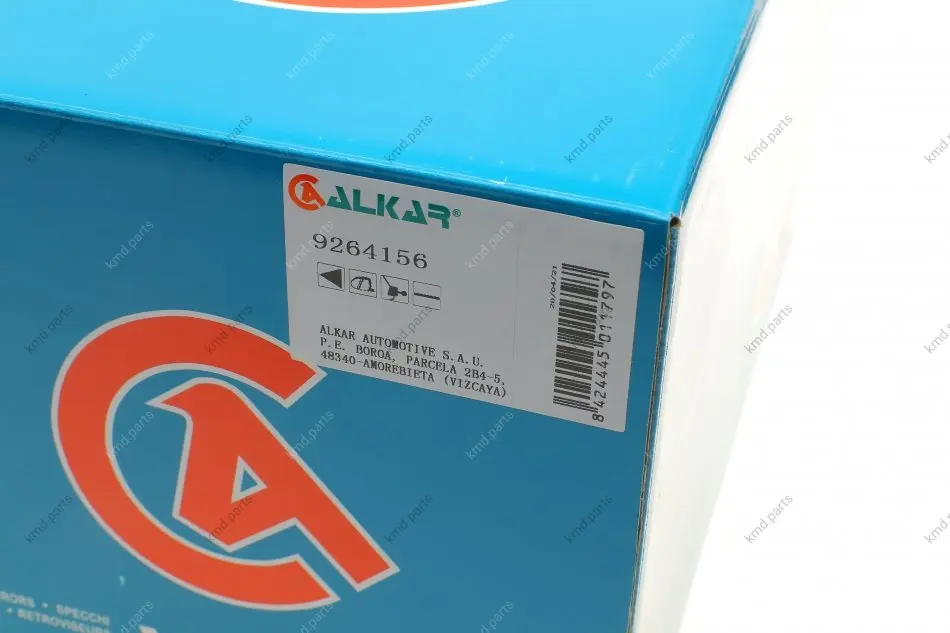 ALKAR®
9264156
ALKAR AUTOMOTIVE S.A.U.
P.E. BOROA, PARCELA 2B4-5,
48340-AMOREBIETA (VIZCAYA)
20/04/21
8 424445 011797
RORS • SPECCHI
• RETROVISEURS
kmd.parts